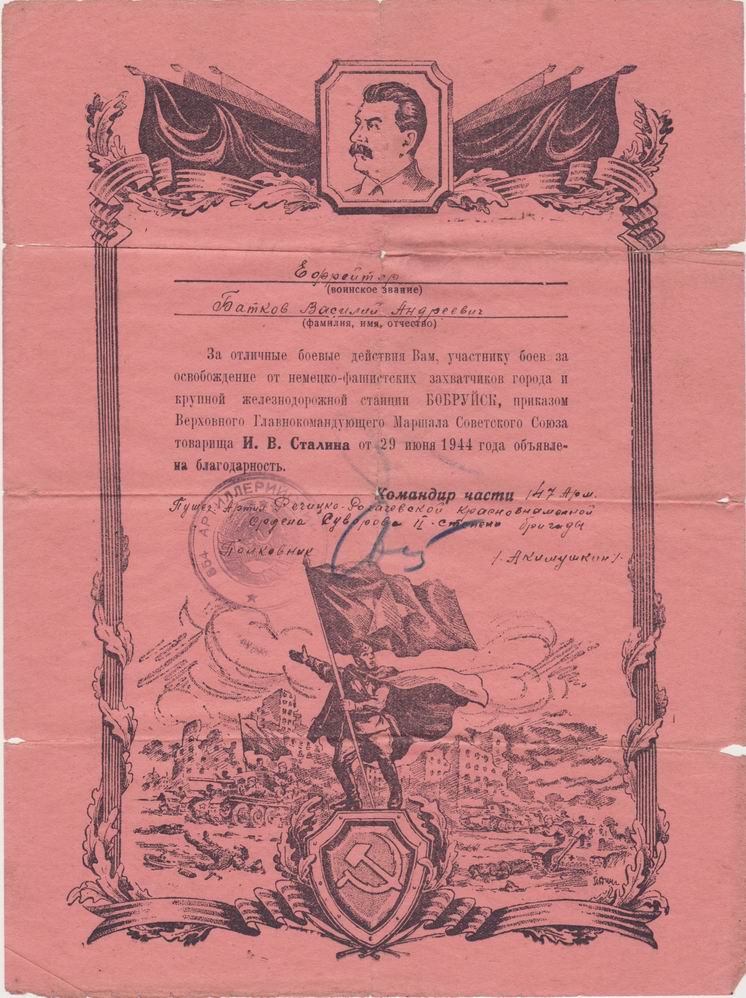 Ефрейтор
(воинское звание)
Батков Василий Андреевич
(фамилия, имя, отчество)
За отличные боевые действия Вам, участнику боев за
освобождение от немецко-фашистских захватчиков города и
крупной железнодорожной станции БОБРУЙСК, приказом
Верховного Главнокомандующего Маршала Советского Союза
товарища И. В. Сталина от 29 июня 1944 года объявле-
на благодарность.
Командир части 147 Арм.
Пушеч. Артил Речицко-Рогачевской Краснознаменной
Ордена Суворова II-степени бригады
Полковник /Акимушкин/.
АРТИЛЛЕРИЙ